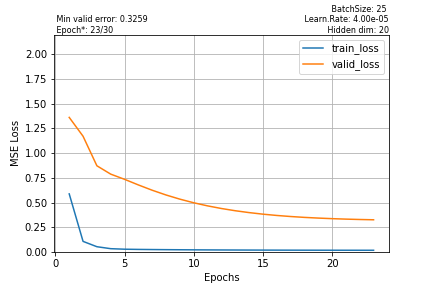 BatchSize: 25
Min valid error: 0.3259
Learn.Rate: 4.00e-05
Epoch*: 23/30
Hidden dim: 20
train_loss
valid_loss
2.00
1.75
1.50
1.25
1.00
0.75
0.50
0.25
0.00
MSE Loss
0
5
10
15
20
Epochs